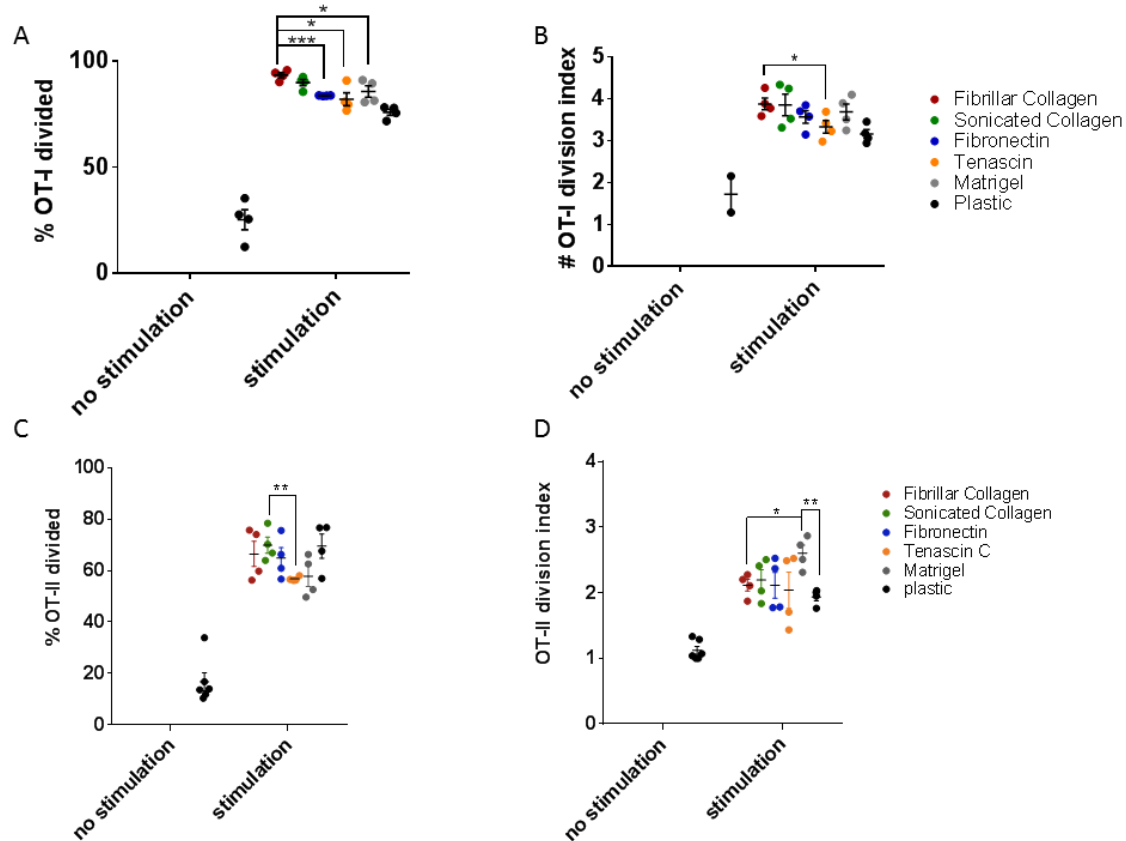 A
% OT-I divided
100
50
0
*
*
***
no stimulation
stimulation
B
# OT-I division index
5
4
3
2
1
0
*
no stimulation
stimulation
Fibrillar Collagen
Sonicated Collagen
Fibronectin
Tenascin
Matrigel
Plastic
C
% OT-II divided
100
80
60
40
20
0
**
no stimulation
stimulation
D
OT-II division index
4
3
2
1
0
*
**
no stimulation
stimulation
Fibrillar Collagen
Sonicated Collagen
Fibronectin
Tenascin C
Matrigel
plastic